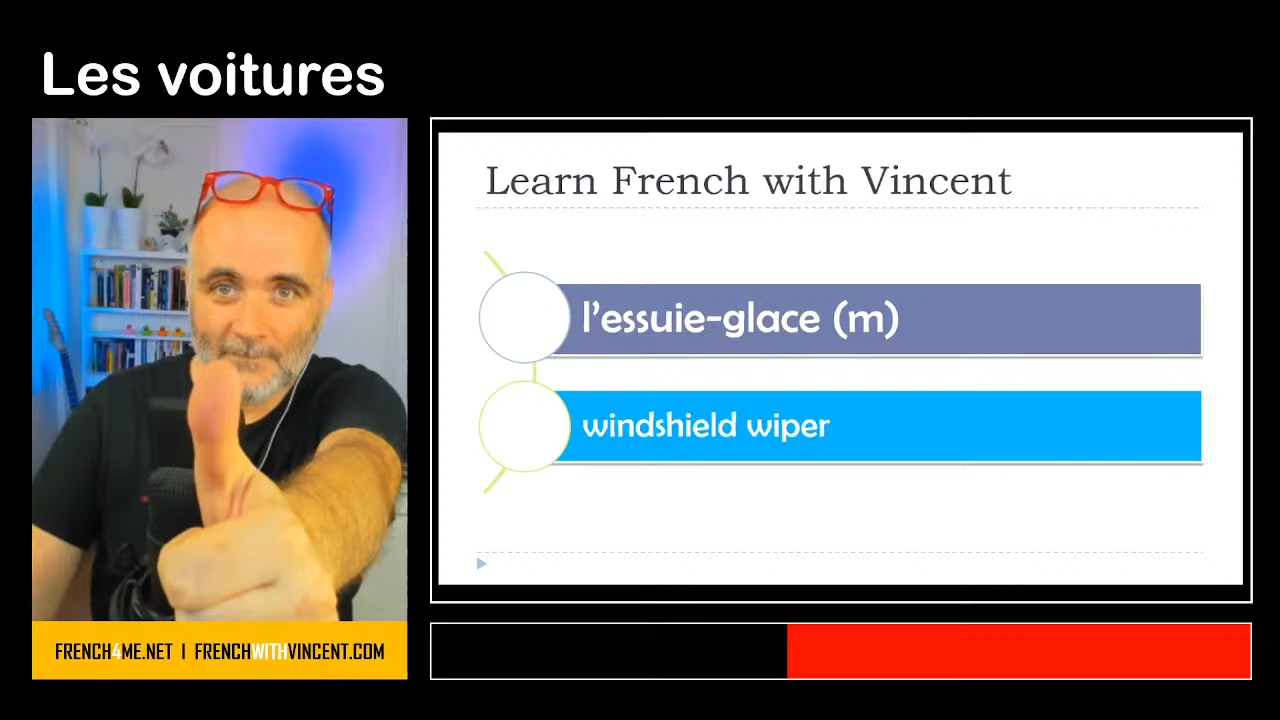 Les voitures
Learn French with Vincent
l'essuie-glace (m)
windshield wiper
FRENCH4ME.NET | FRENCHWITHVINCENT.COM